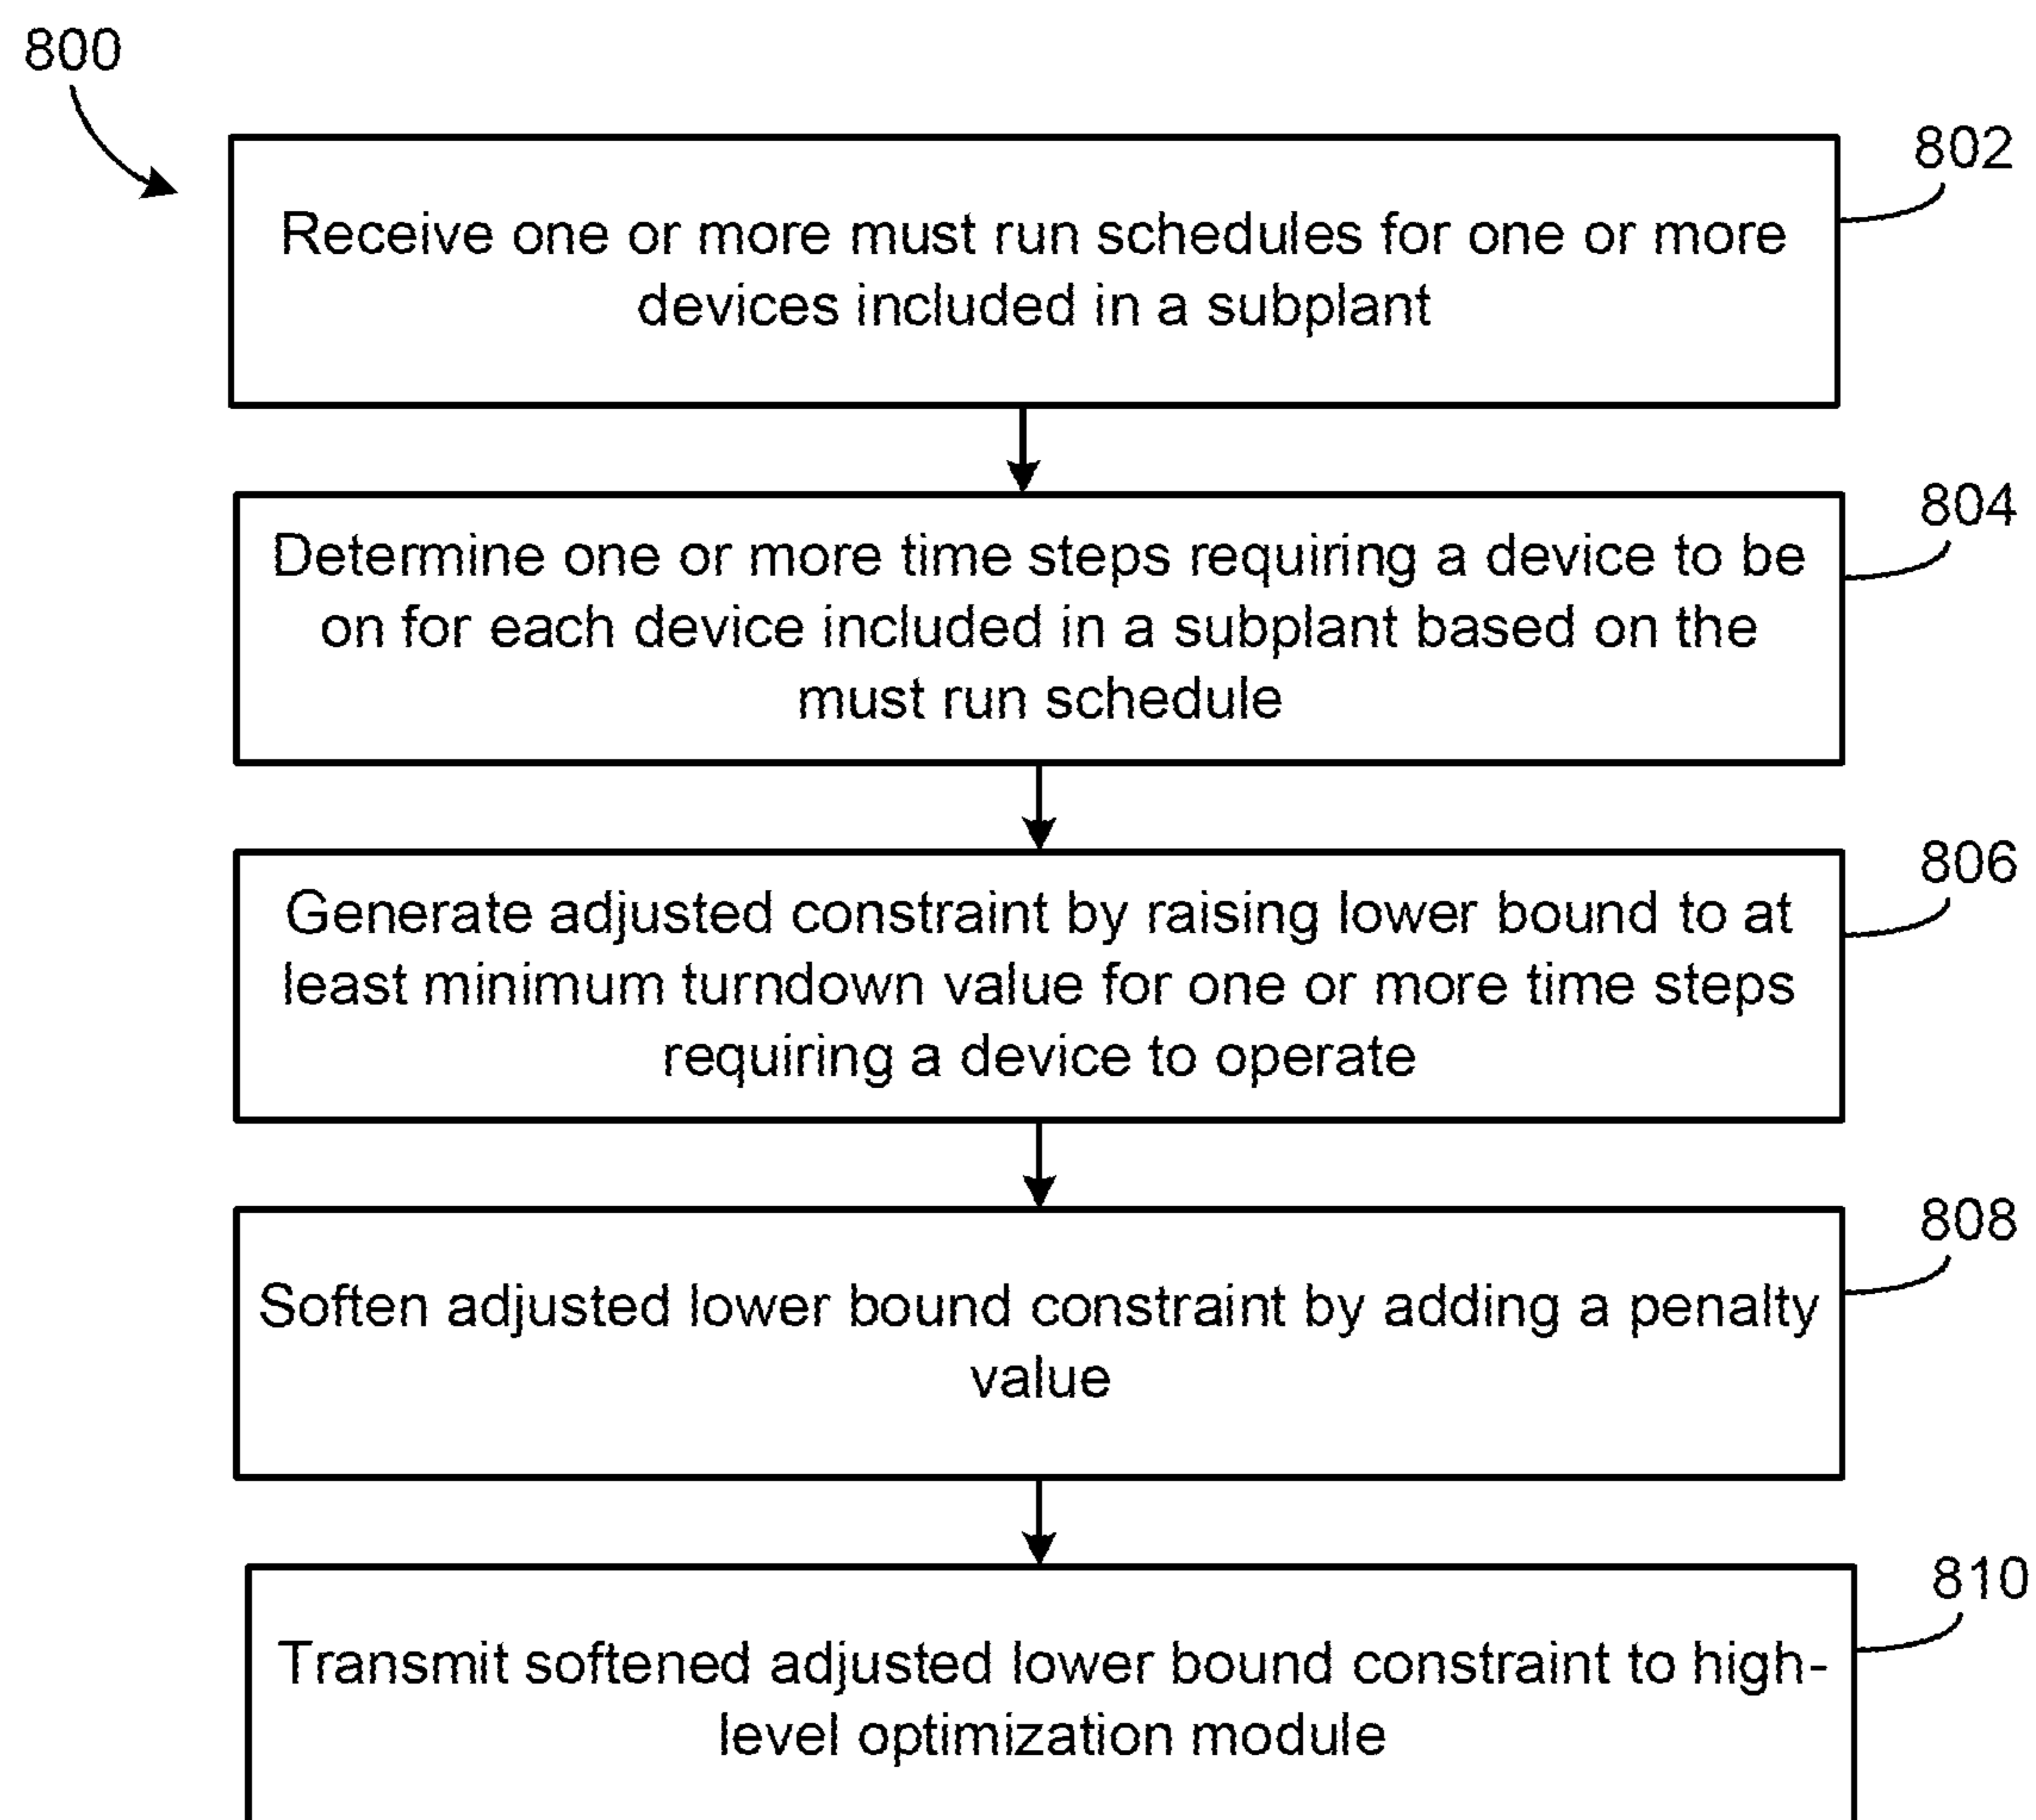 800
802
Receive one or more must run schedules for one or more
devices included in a subplant
804
Determine one or more time steps requiring a device to be
on for each device included in a subplant based on the
must run schedule
806
Generate adjusted constraint by raising lower bound to at
least minimum turndown value for one or more time steps
requiring a device to operate
808
Soften adjusted lower bound constraint by adding a penalty
value
810
Transmit softened adjusted lower bound constraint to high-
level optimization module